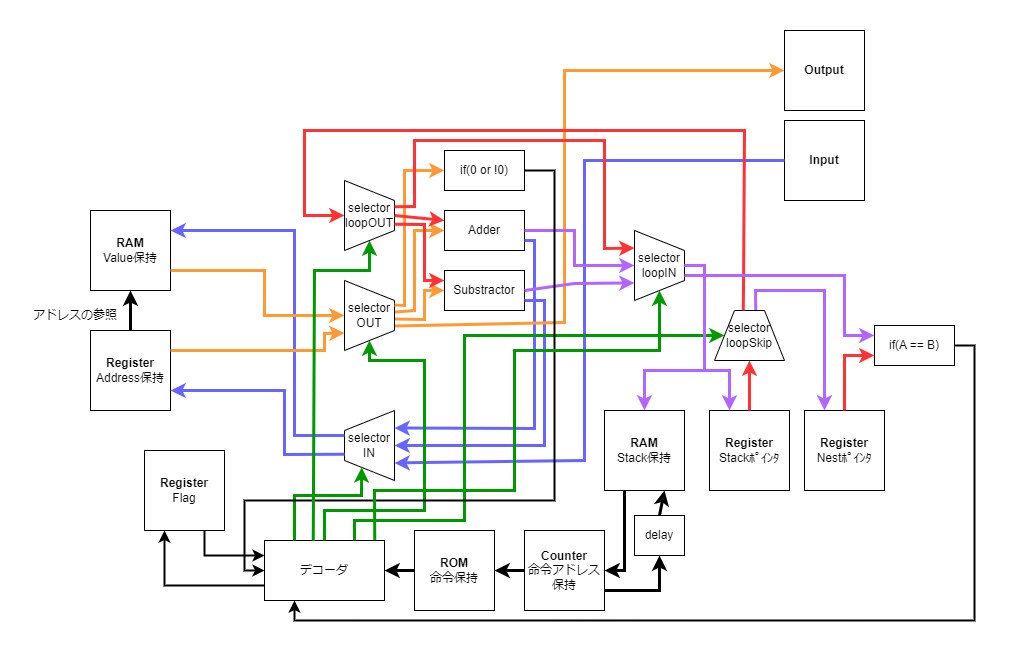 Output
Input
if(0 or !0)
selector
loopOUT
RAM
Value保持
Adder
selector
loopIN
Substractor
selector
OUT
アドレスの参照
selector
loopSkip
if(A == B)
Register
Address保持
selector
IN
RAM
Stack保持
Register
Stackﾎﾟｲﾝﾀ
Register
Nestﾎﾟｲﾝﾀ
Register
Flag
delay
デコーダ
ROM
命令保持
Counter
命令アドレス
保持